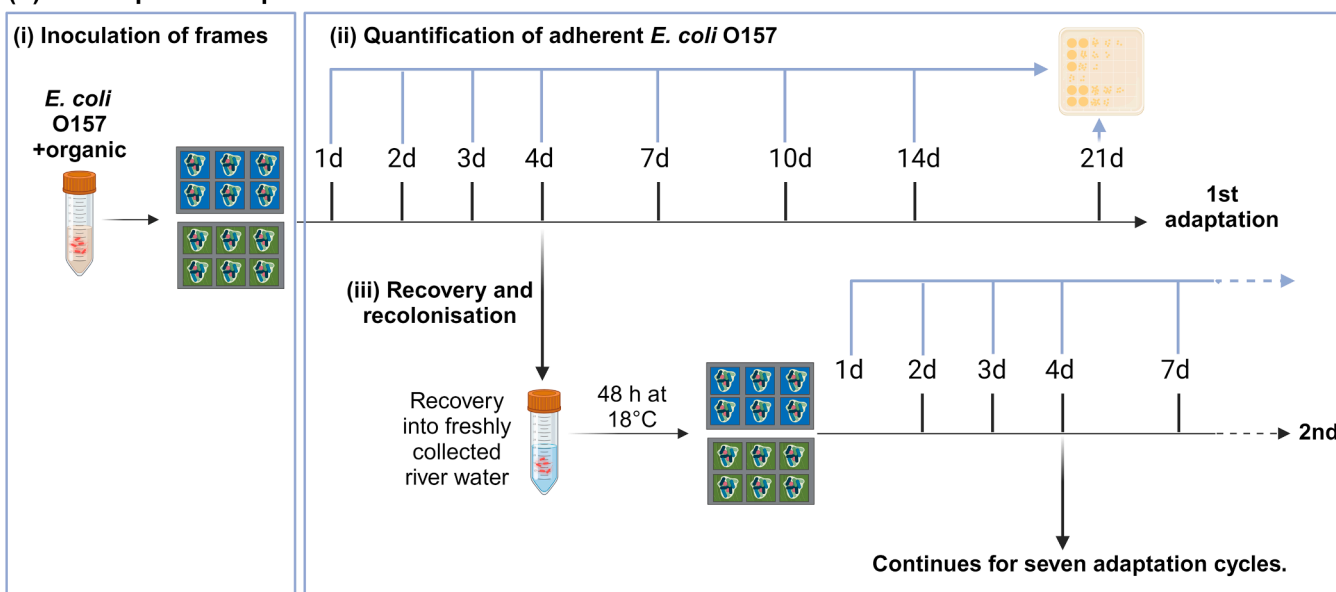 (i) Inoculation of frames
E. coli
O157
+organic
(ii) Quantification of adherent E. coli O157
1d 2d 3d 4d 7d 10d 14d 21d
1st
adaptation
(iii) Recovery and
recolonisation
Recovery
into freshly
collected
river water
48 h at
18°C
1d 2d 3d 4d 7d
2nd
Continues for seven adaptation cycles.